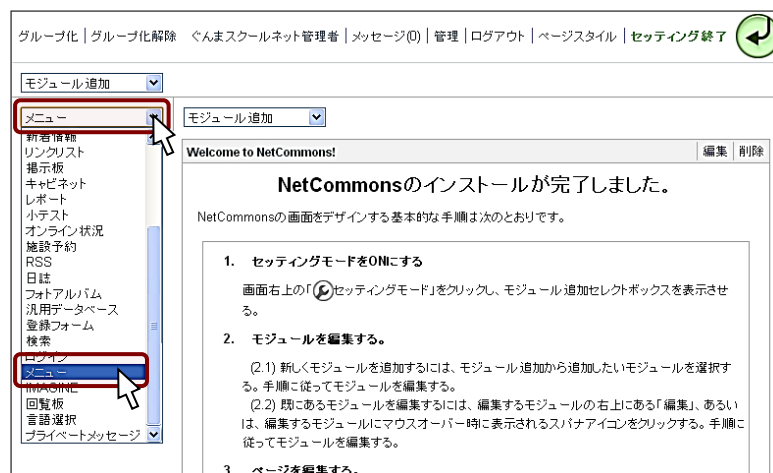 グループ化 | グループ化解除 ぐんまスクールネット管理者 | メッセージ(0) | 管理 | ログアウト | ページスタイル | セッティング終了
モジュール追加
メニュー
新着情報
リンクリスト
掲示板
キャビネット
レポート
小テスト
オンライン状況
施設予約
RSS
日誌
フォトアルバム
汎用データベース
登録フォーム
検索
ログイン
メニュー
IMAGINE
回覧板
言語選択
プライベートメッセージ
モジュール追加
Welcome to NetCommons! 編集 | 削除
NetCommonsのインストールが完了しました。
NetCommonsの画面をデザインする基本的な手順は次のとおりです。
1. セッティングモードをONにする
画面右上の「セッティングモード」をクリックし、モジュール追加セレクトボックスを表示させ
る。
2. モジュールを編集する。
(2.1) 新しくモジュールを追加するには、モジュール追加から追加したいモジュールを選択す
る。手順に従ってモジュールを編集する。
(2.2) 既にあるモジュールを編集するには、編集するモジュールの右上にある「編集」、あるい
は、編集するモジュールにマウスオーバー時に表示されるスパナアイコンをクリックする。手順に
従ってモジュールを編集する。
3. ページを編集する。